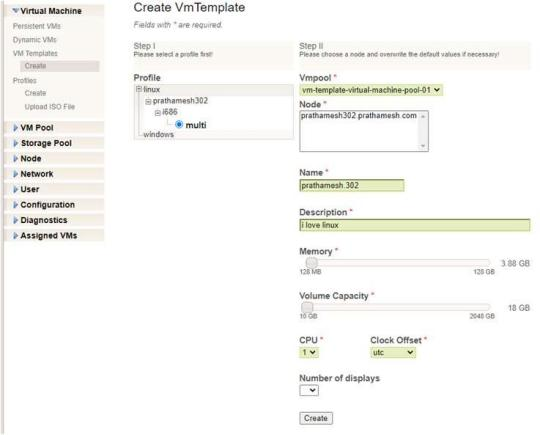 Virtual Machine
Persistent VMs
Dynamic VMs
VM Templates
Create
Profiles
Create
Upload ISO File
VM Pool
Storage Pool
Node
Network
User
Configuration
Diagnostics
Assigned VMs
Create VmTemplate
Fields with * are required.
Step I
Please select a profile first!
Profile
linux
prathamesh302
i686
multi
windows
Step II
Please choose a node and overwrite the default values if necessary!
Vmpool *
vm-template-virtual-machine-pool-01
Node *
prathamesh302.prathamesh.com
Name *
prathamesh.302
Description *
i love linux
Memory *
3.88 GB
128 MB 128 GB
Volume Capacity *
18 GB
10 GB 2048 GB
CPU * Clock Offset *
1 utc
Number of displays
Create